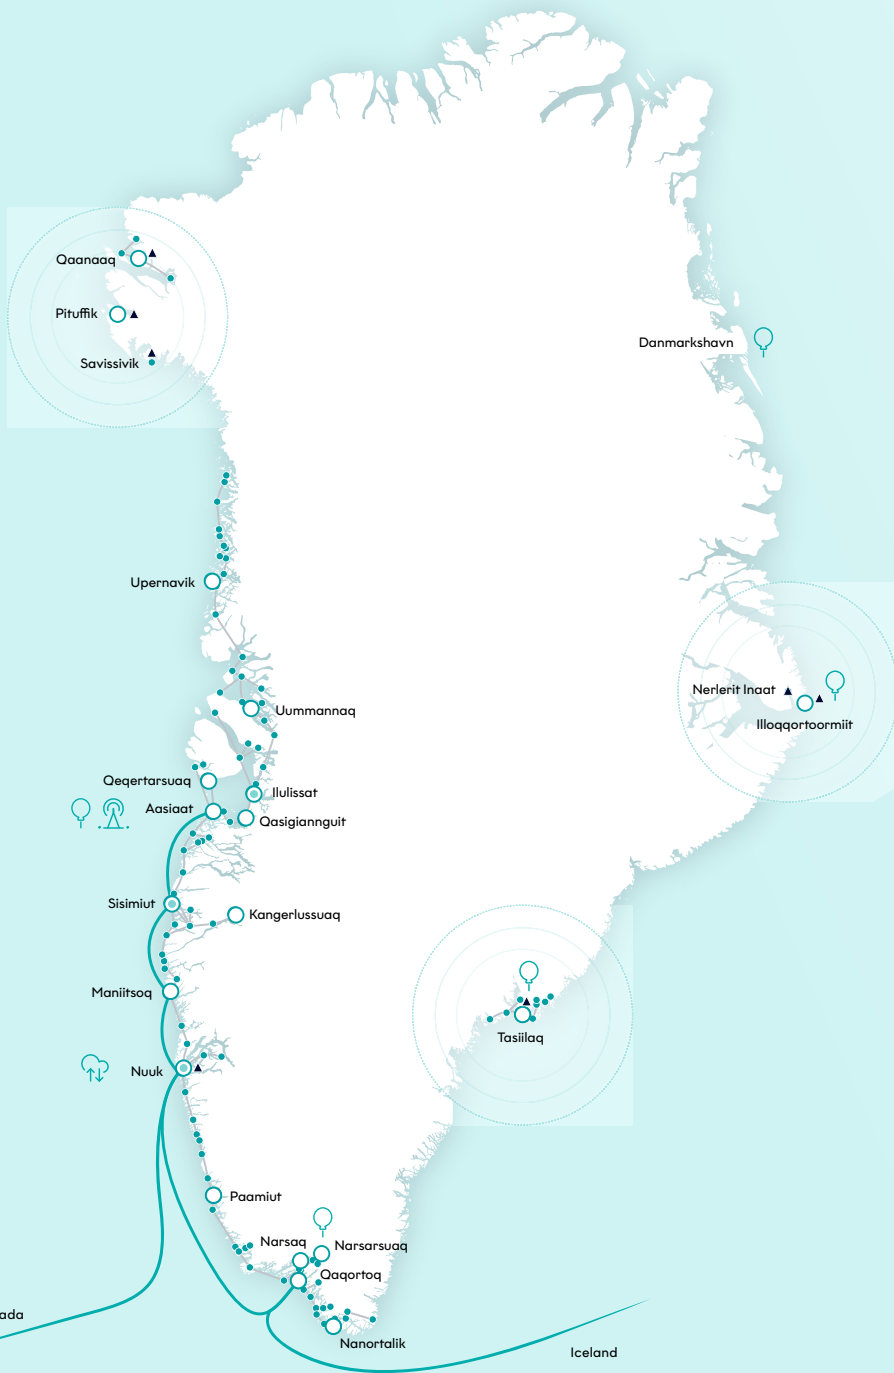 Qaanaaq
Pituffik
Danmarkshavn
Savissivik
Upernavik
Nerlerit Inaat
Uummannaq
Illoqqortoormiit
Qeqertarsuaq
Ilulissat
Aasiaat
Qasigiannguit
Sisimiut
Kangerlussuaq
Maniitsoq
Tasiilaq
Nuuk
Paamiut
Narsaq
Narsarsuaq
Qaqortoq
ada
Nanortalik
Iceland